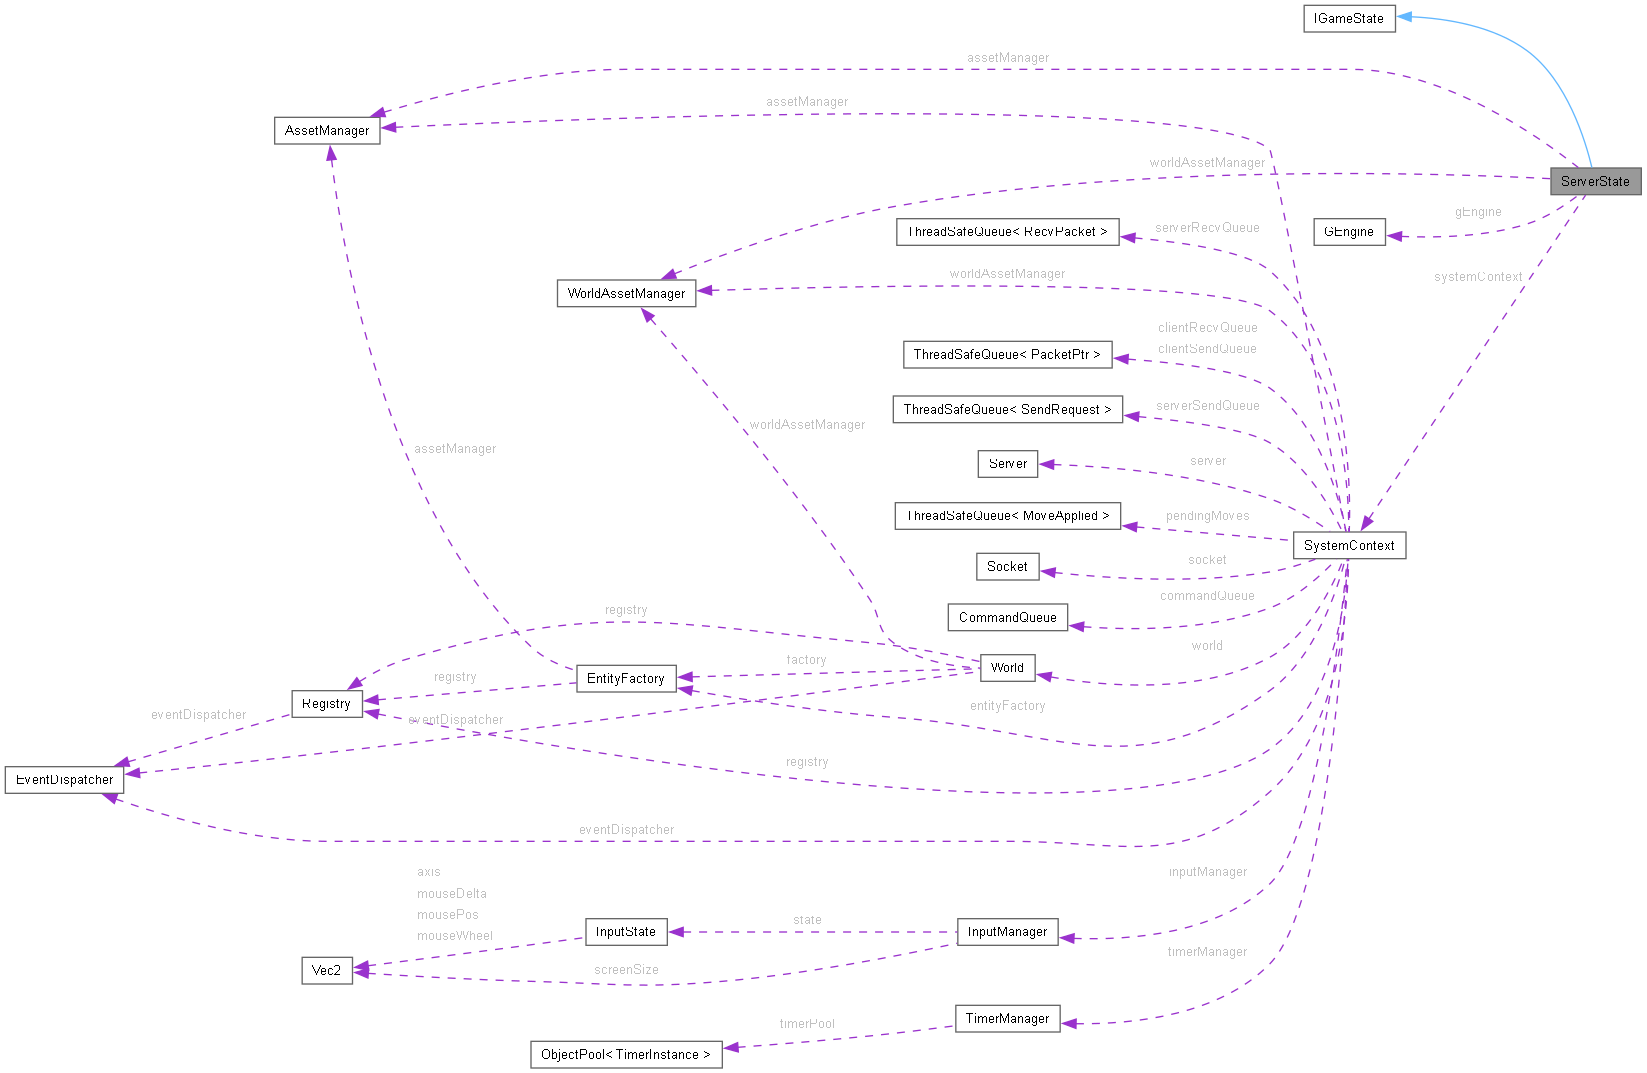 IGameState
assetManager
assetManager
AssetManager
worldAssetManager
ServerState
gEngine
ThreadSafeQueue< RecvPacket >
serverRecvQueue
GEngine
worldAssetManager
systemContext
WorldAssetManager
clientRecvQueue
clientSendQueue
ThreadSafeQueue< PacketPtr >
serverSendQueue
ThreadSafeQueue< SendRequest >
worldAssetManager
assetManager
server
Server
pendingMoves
ThreadSafeQueue< MoveApplied >
SystemContext
socket
Socket
commandQueue
CommandQueue
registry
world
factory
World
registry
EntityFactory
Registry
entityFactory
eventDispatcher
eventDispatcher
registry
EventDispatcher
eventDispatcher
axis
mouseDelta
mousePos
mouseWheel
inputManager
state
InputState
InputManager
timerManager
Vec2
screenSize
timerPool
TimerManager
ObjectPool< TimerInstance >